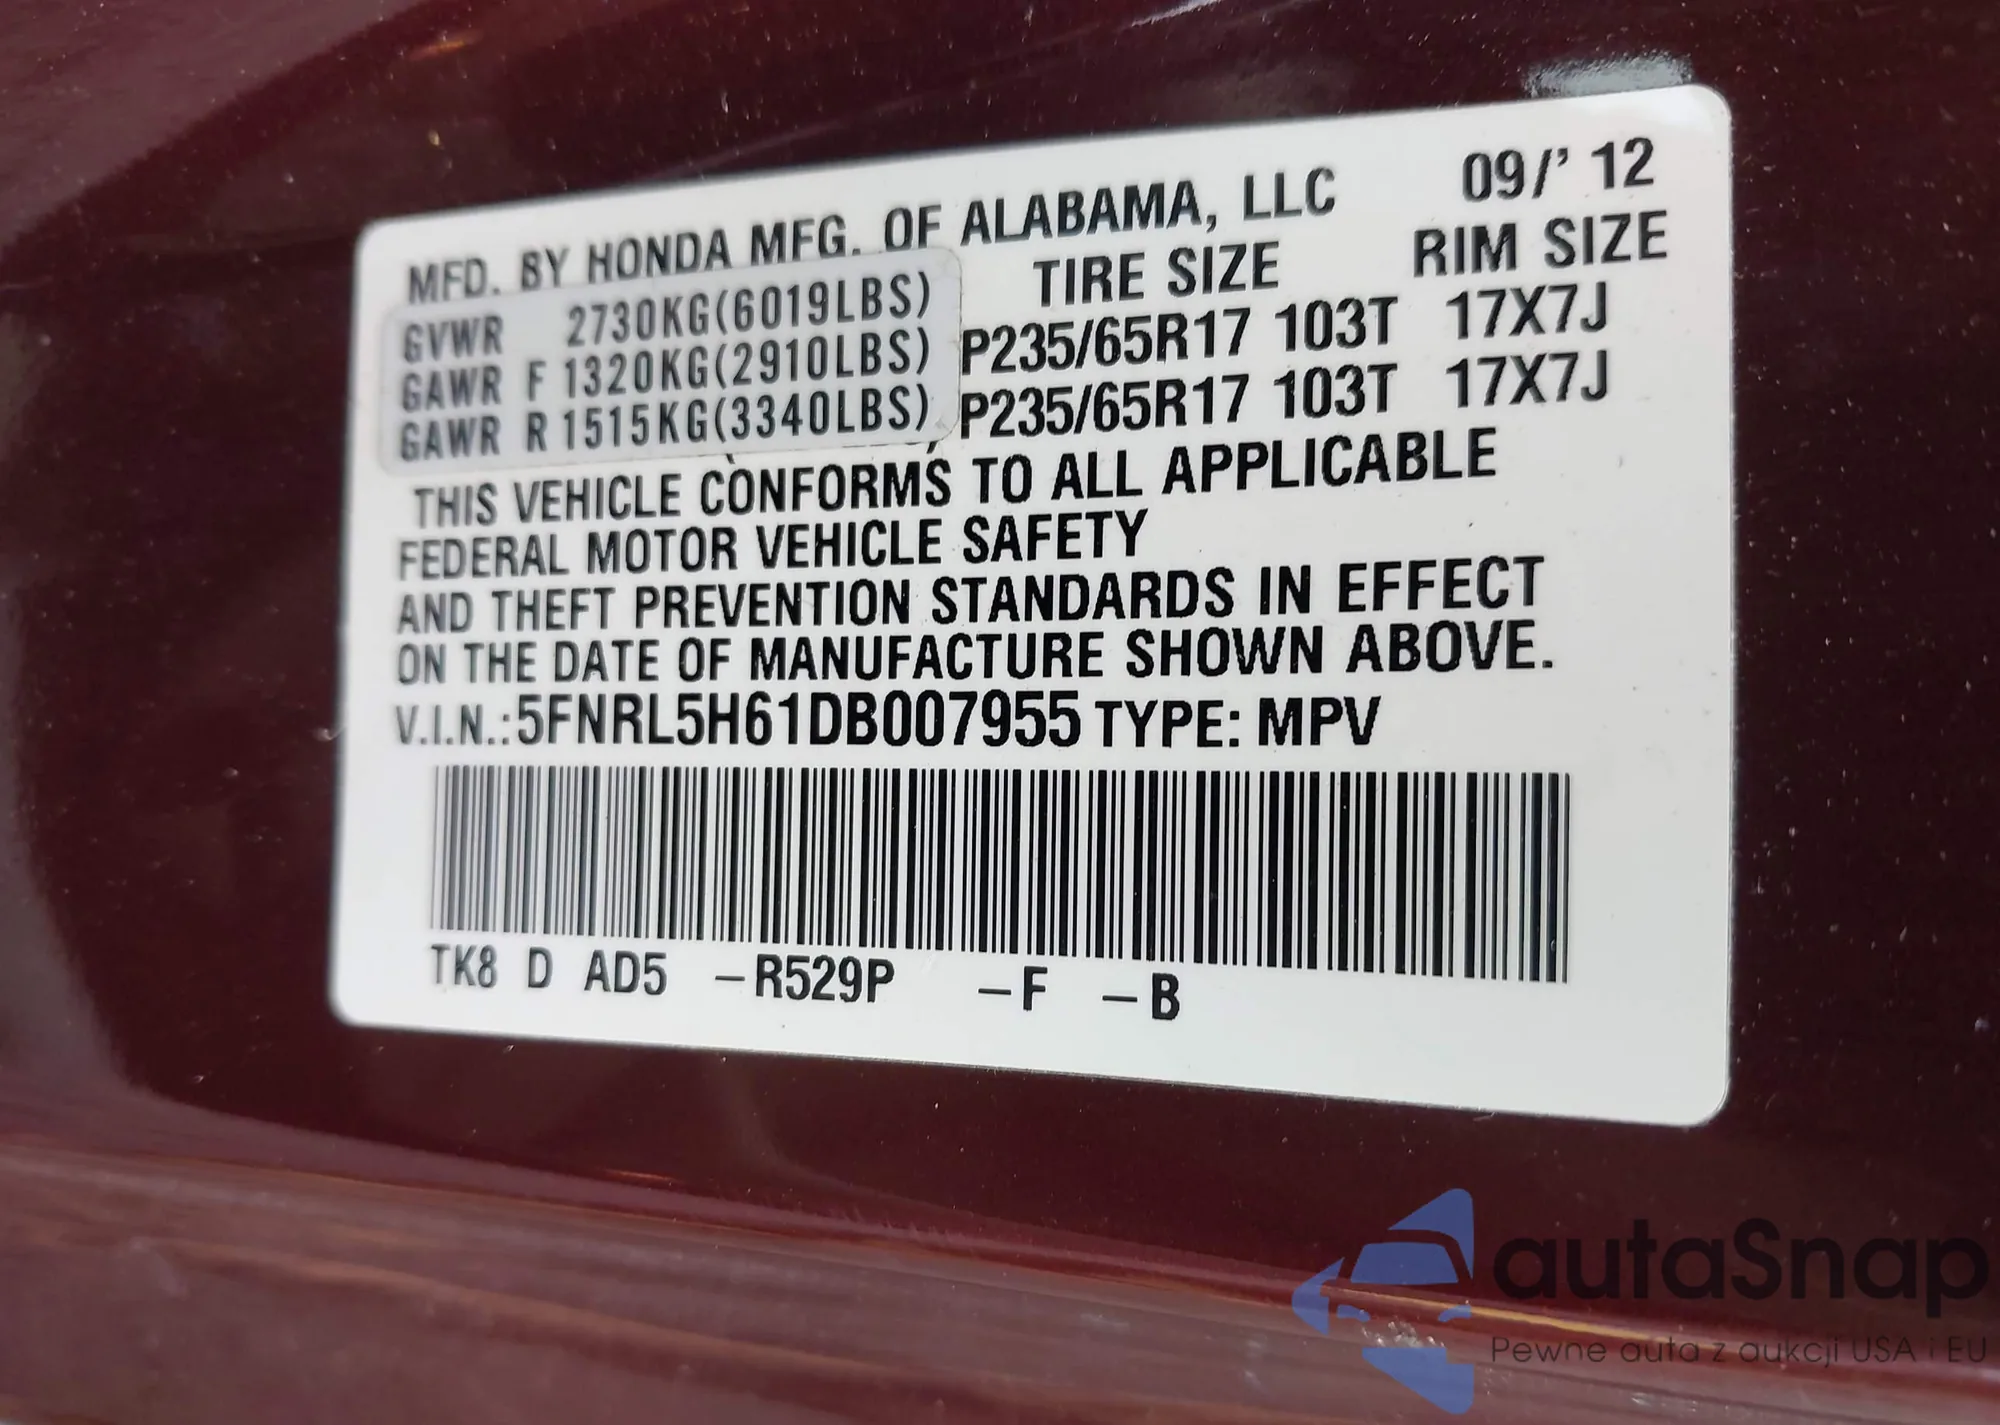 MFD. BY HONDA MFG. OF ALABAMA, LLC 09/' 12
TIRE SIZE RIM SIZE
GVWR 2730KG(6019LBS)
GAWR F 1320KG(2910LBS) P235/65R17 103T 17X7J
GAWR R 1515KG(3340LBS) P235/65R17 103T 17X7J
THIS VEHICLE CONFORMS TO ALL APPLICABLE
FEDERAL MOTOR VEHICLE SAFETY
AND THEFT PREVENTION STANDARDS IN EFFECT
ON THE DATE OF MANUFACTURE SHOWN ABOVE.
V.I.N.:5FNRL5H61DB007955 TYPE: MPV
TK8 D AD5 –R529P –F –B
autaSnap
Pewne auta z aukcji USA i EU